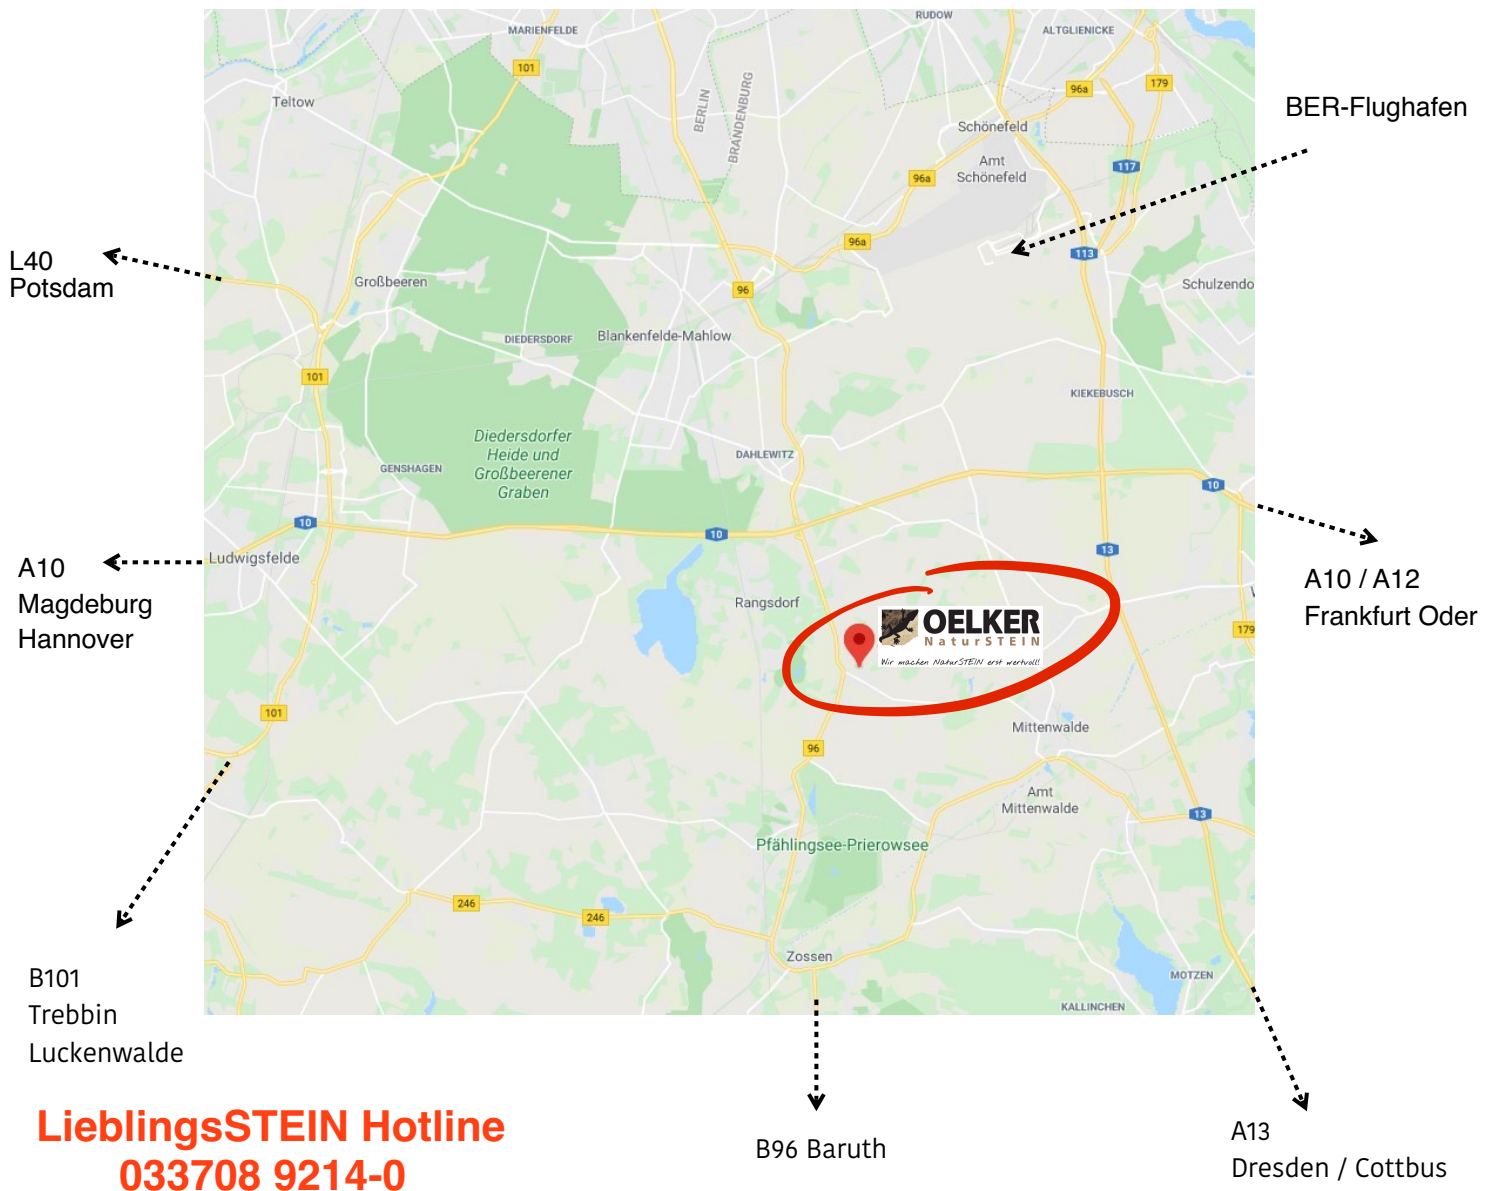 RUDOW
MARIENFELDE
ALTGLIENICKE
101
96a
179
Teltow
BERLIN
BRANDENBURG
BER-Flughafen
Schönefeld
Amt
Schönefeld
117
96a
96a
113
L40
Potsdam
Großbeeren
96
Schulzendo
DIEDERSDORF
Blankenfelde-Mahlow
101
KIEKEBUSCH
Diedersdorfer
Heide und
Großbeerener
Graben
GENSHAGEN
DAHLEWITZ
10
10
10
13
Ludwigsfelde
A10
Magdeburg
Hannover
A10 / A12
Frankfurt Oder
Rangsdorf
OELKER
NaturSTEIN
Wir machen NaturSTEIN erst wertvoll!
179
101
96
Mittenwalde
Amt
Mittenwalde
13
Pfählingsee-Prierowsee
246
246
Zossen
MOTZEN
KALLINCHEN
B101
Trebbin
Luckenwalde
LieblingsSTEIN Hotline
033708 9214-0
B96 Baruth
A13
Dresden / Cottbus